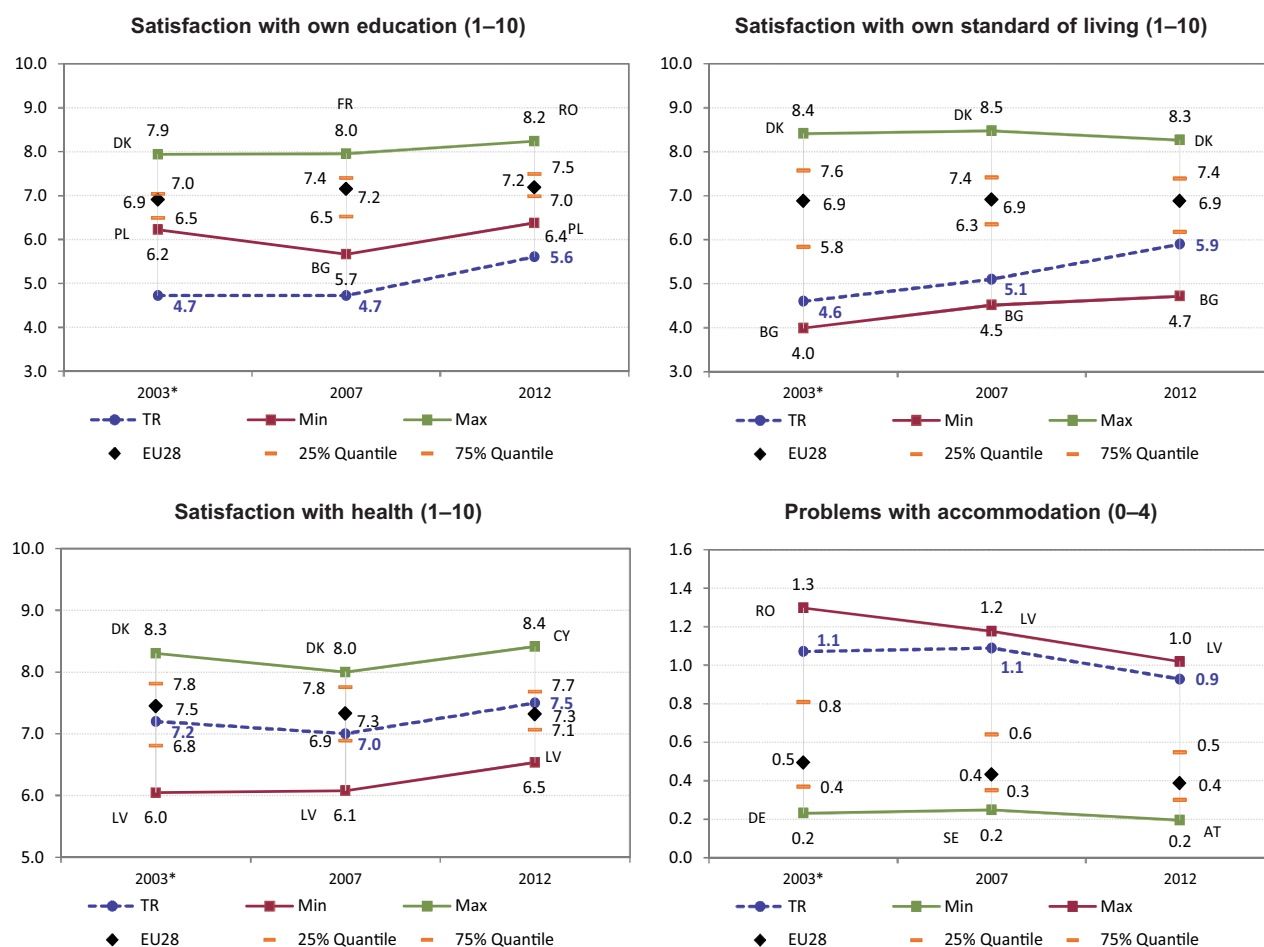 Satisfaction with own education (1–10)
10.0
9.0
8.0
7.0
6.0
5.0
4.0
3.0
DK
7.9
FR
8.0
8.2
RO
7.0
6.9
6.5
7.4
7.2
6.5
7.5
7.2
7.0
PL
6.2
BG
5.7
6.4
PL
4.7
4.7
5.6
2003*
2007
2012
TR
Min
Max
EU28
25% Quantile
75% Quantile
Satisfaction with own standard of living (1–10)
10.0
9.0
8.0
7.0
6.0
5.0
4.0
3.0
8.4
DK
8.5
DK
8.3
DK
7.6
6.9
5.8
7.4
6.9
6.3
7.4
6.9
4.6
5.1
5.9
BG
4.0
BG
4.5
BG
4.7
2003*
2007
2012
TR
Min
Max
EU28
25% Quantile
75% Quantile
Satisfaction with health (1–10)
10.0
9.0
8.0
7.0
6.0
5.0
DK
8.3
DK
8.0
8.4
CY
7.8
7.5
7.2
6.8
7.8
7.3
6.9
7.0
7.7
7.5
7.3
7.1
LV
6.0
LV
6.1
LV
6.5
2003*
2007
2012
TR
Min
Max
EU28
25% Quantile
75% Quantile
Problems with accommodation (0–4)
1.6
1.4
1.2
1.0
0.8
0.6
0.4
0.2
0.0
1.3
RO
1.2
LV
1.0
LV
1.1
1.1
0.9
0.8
0.5
0.4
0.6
0.4
0.3
0.5
0.4
DE
0.2
SE
0.2
0.2
AT
2003*
2007
2012
TR
Min
Max
EU28
25% Quantile
75% Quantile